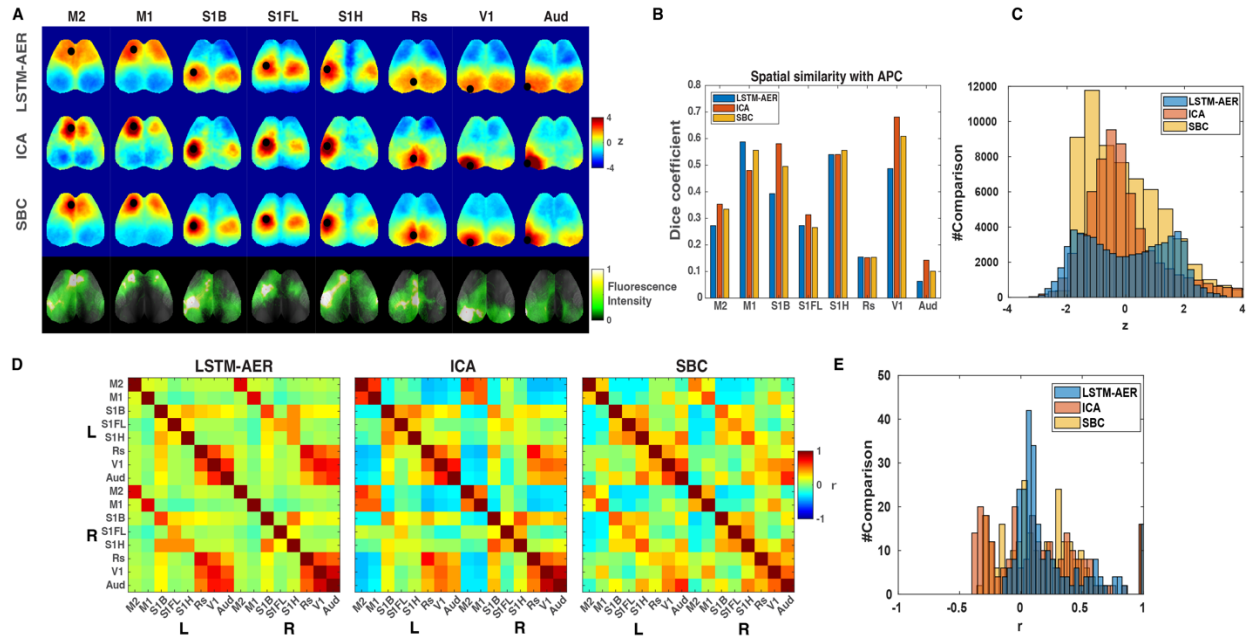 A
M2 M1 S1B S1FL S1H Rs V1 Aud
LSTM-AER
ICA
SBC
4
z
-4
1
Fluorescence
Intensity
0
B
Spatial similarity with APC
LSTM-AER
ICA
SBC
Dice coefficient
0.8
0.7
0.6
0.5
0.4
0.3
0.2
0.1
0
M2 M1 S1B S1FL S1H Rs V1 Aud
C
LSTM-AER
ICA
SBC
#Comparison
12000
10000
8000
6000
4000
2000
0
-4 -2 0 2 4
z
D
LSTM-AER ICA SBC
L
M2
M1
S1B
S1FL
S1H
Rs
V1
Aud
R
M2
M1
S1B
S1FL
S1H
Rs
V1
Aud
M2 M1 S1B S1FL S1H Rs V1 Aud M2 M1 S1B S1FL S1H Rs V1 Aud
L R
M2 M1 S1B S1FL S1H Rs V1 Aud M2 M1 S1B S1FL S1H Rs V1 Aud
L R
M2 M1 S1B S1FL S1H Rs V1 Aud M2 M1 S1B S1FL S1H Rs V1 Aud
L R
1
0
-1
r
E
LSTM-AER
ICA
SBC
#Comparison
50
40
30
20
10
0
-1 -0.5 0 0.5 1
r